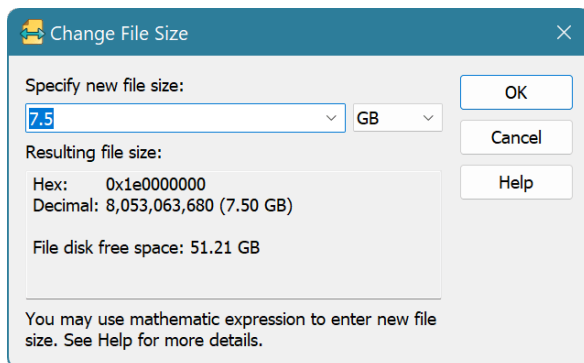 Change File Size
Specify new file size:
7.5
GB
OK
Resulting file size:
Cancel
Hex: 0x1e0000000
Decimal: 8,053,063,680 (7.50 GB)
Help
File disk free space: 51.21 GB
You may use mathematic expression to enter new file
size. See Help for more details.